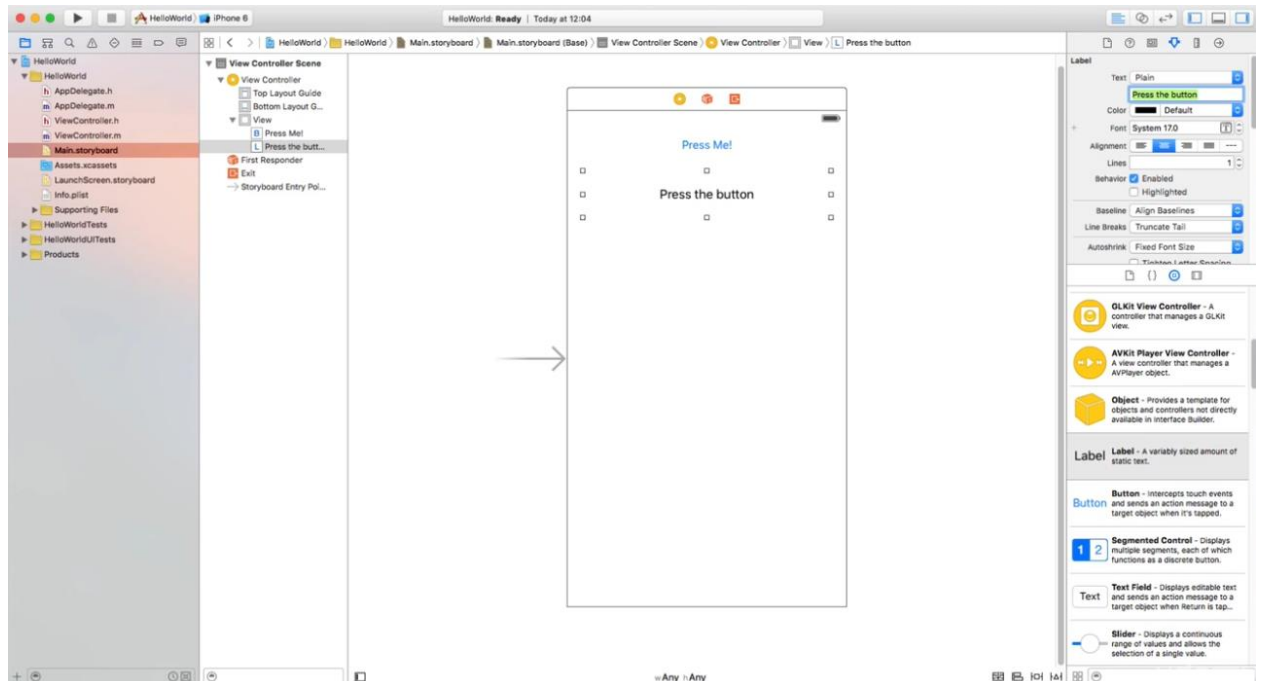 HelloWorld
iPhone 6
HelloWorld: Ready | Today at 12:04
HelloWorld
HelloWorld
Main.storyboard
Main.storyboard (Base)
View Controller Scene
View Controller
View
L
Press the button
HelloWorld
HelloWorld
h AppDelegate.h
m AppDelegate.m
h ViewController.h
m ViewController.m
Main.storyboard
Assets.xcassets
LaunchScreen.storyboard
Info.plist
Supporting Files
HelloWorldTests
HelloWorldUITests
Products
View Controller Scene
View Controller
Top Layout Guide
Bottom Layout G...
View
B Press Me!
L Press the butt...
First Responder
Exit
Storyboard Entry Poi...
Press Me!
Press the button
wAny hAny
Label
Text Plain
Press the button
Color Default
Font System 17.0
Alignment
Lines 1
Behavior Enabled
Highlighted
Baseline Align Baselines
Line Breaks Truncate Tail
Autoshrink Fixed Font Size
Tighten Letter Spacing
GLKit View Controller - A
controller that manages a GLKit
view.
AVKit Player View Controller -
A view controller that manages a
AVPlayer object.
Object - Provides a template for
objects and controllers not directly
available in Interface Builder.
Label
Label - A variably sized amount of
static text.
Button
Button - Intercepts touch events
and sends an action message to a
target object when it's tapped.
1 2
Segmented Control - Displays
multiple segments, each of which
functions as a discrete button.
Text
Text Field - Displays editable text
and sends an action message to a
target object when Return is tap...
Slider - Displays a continuous
range of values and allows the
selection of a single value.